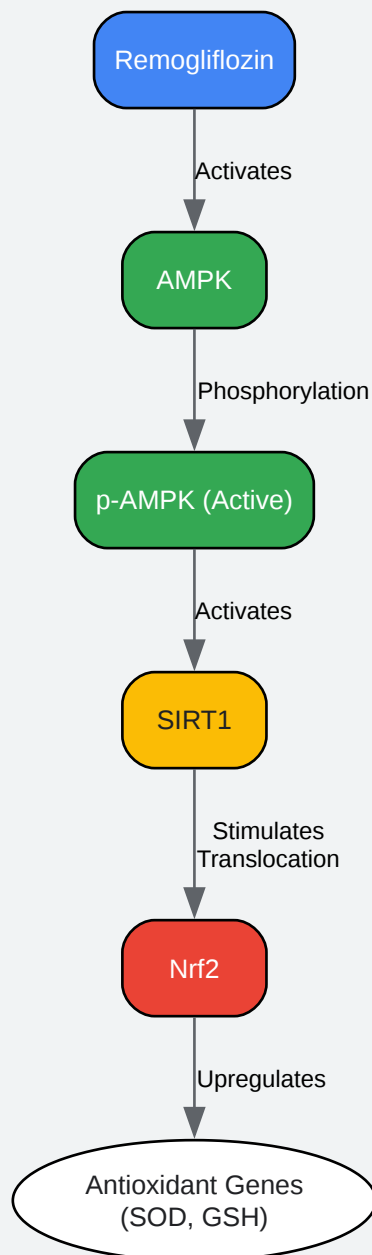 Remogliflozin
Activates
AMPK
Phosphorylation
p-AMPK (Active)
Activates
SIRT1
Stimulates
Translocation
Nrf2
Upregulates
Antioxidant Genes
(SOD, GSH)